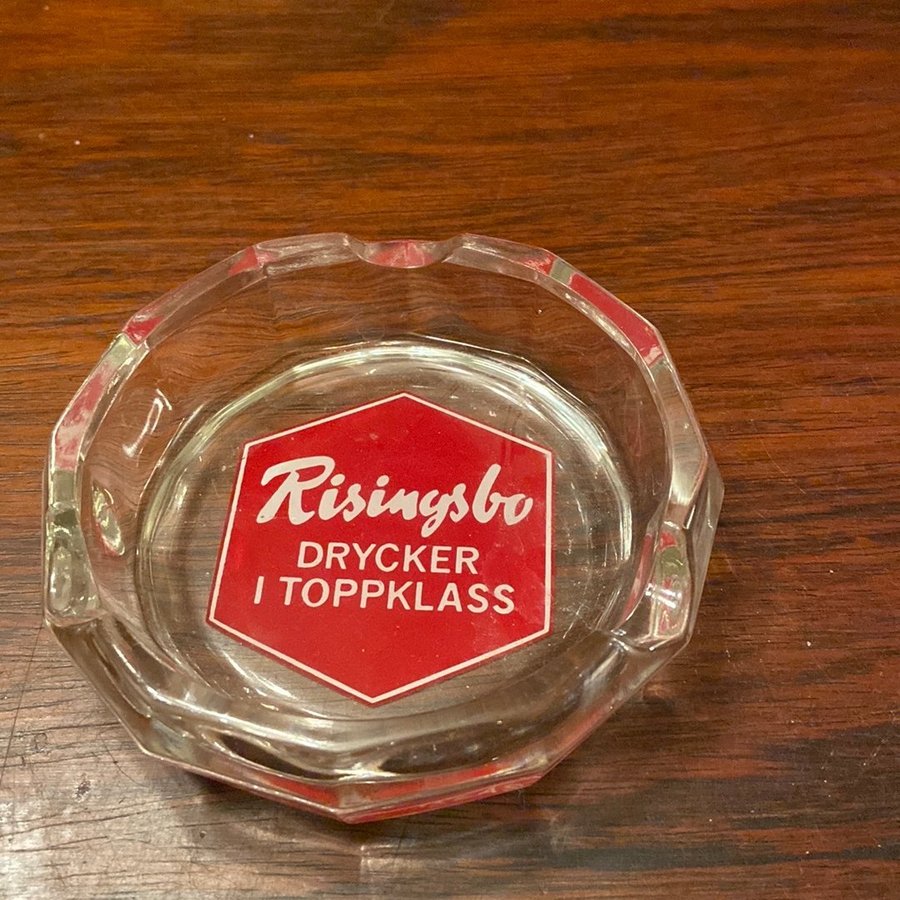 Risingsbo
DRYCKER
I TOPPKLASS